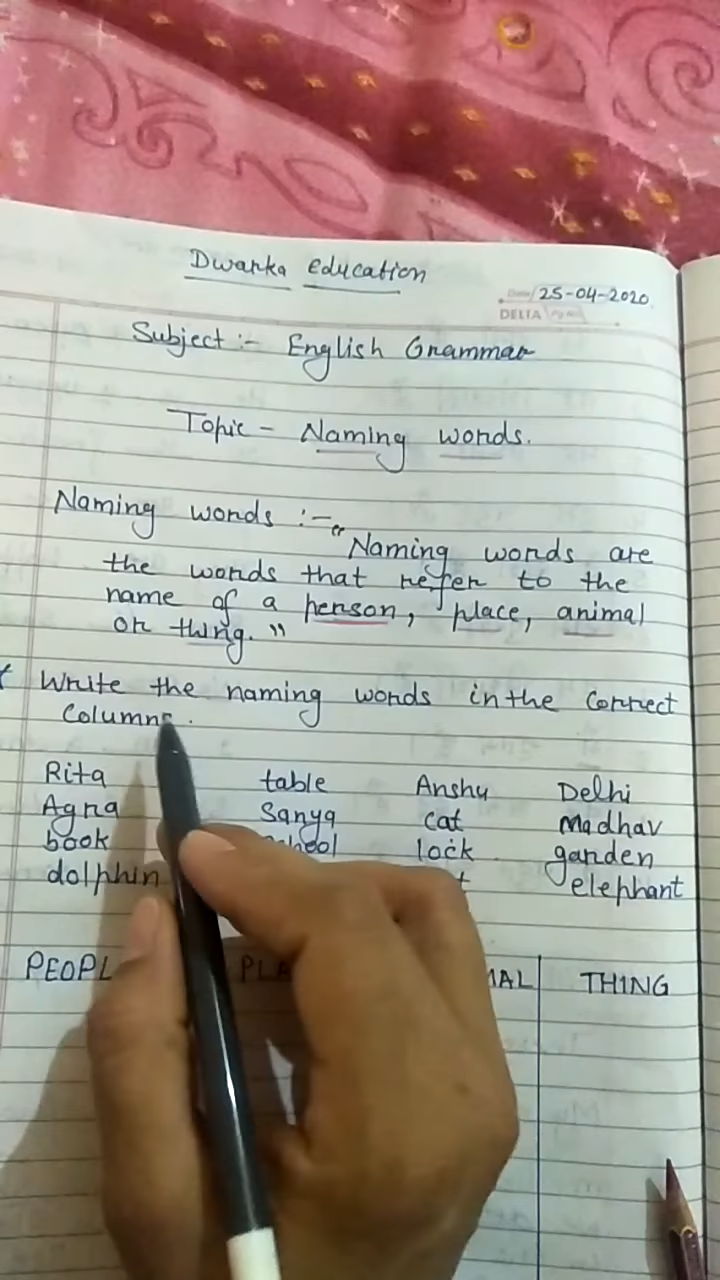 Dwarka education
Date 25-04-2020
DELTA
Subject :- English Grammar
Topic - Naming words.
Naming words :- "Naming words are
the words that refer to the
name of a person, place, animal
or thing."
Write the naming words in the correct
Columns.
Rita table Anshu Delhi
Agra Sanya cat Madhav
book lock garden
dolphin elephant
THING